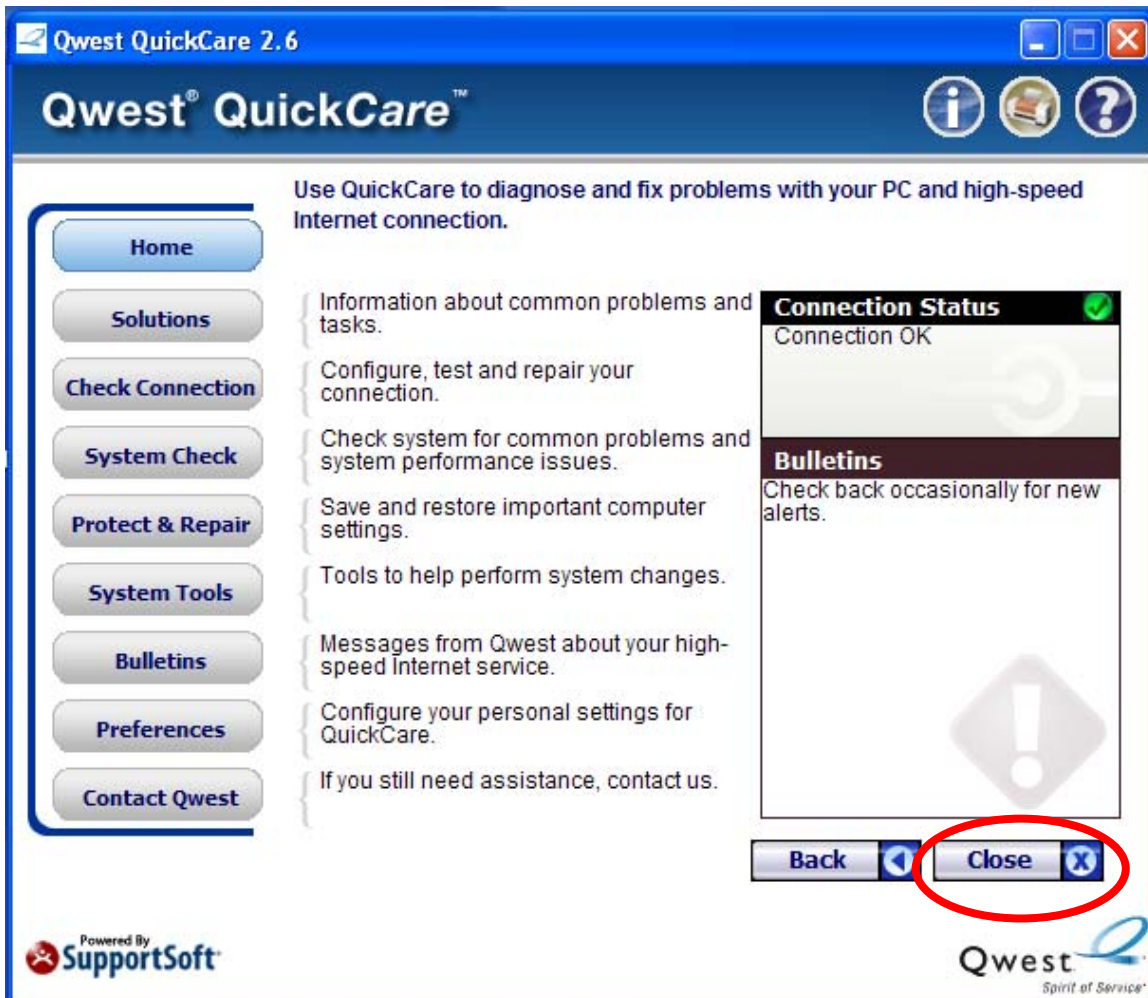 Qwest QuickCare 2.6
Qwest® QuickCare™
Use QuickCare to diagnose and fix problems with your PC and high-speed
Internet connection.
Home
Solutions
Information about common problems and
tasks.
Check Connection
Configure, test and repair your
connection.
System Check
Check system for common problems and
system performance issues.
Protect & Repair
Save and restore important computer
settings.
System Tools
Tools to help perform system changes.
Bulletins
Messages from Qwest about your high-
speed Internet service.
Preferences
Configure your personal settings for
QuickCare.
Contact Qwest
If you still need assistance, contact us.
Connection Status
Connection OK
Bulletins
Check back occasionally for new
alerts.
Back
Close
Powered By
SupportSoft
Qwest
Spirit of Service